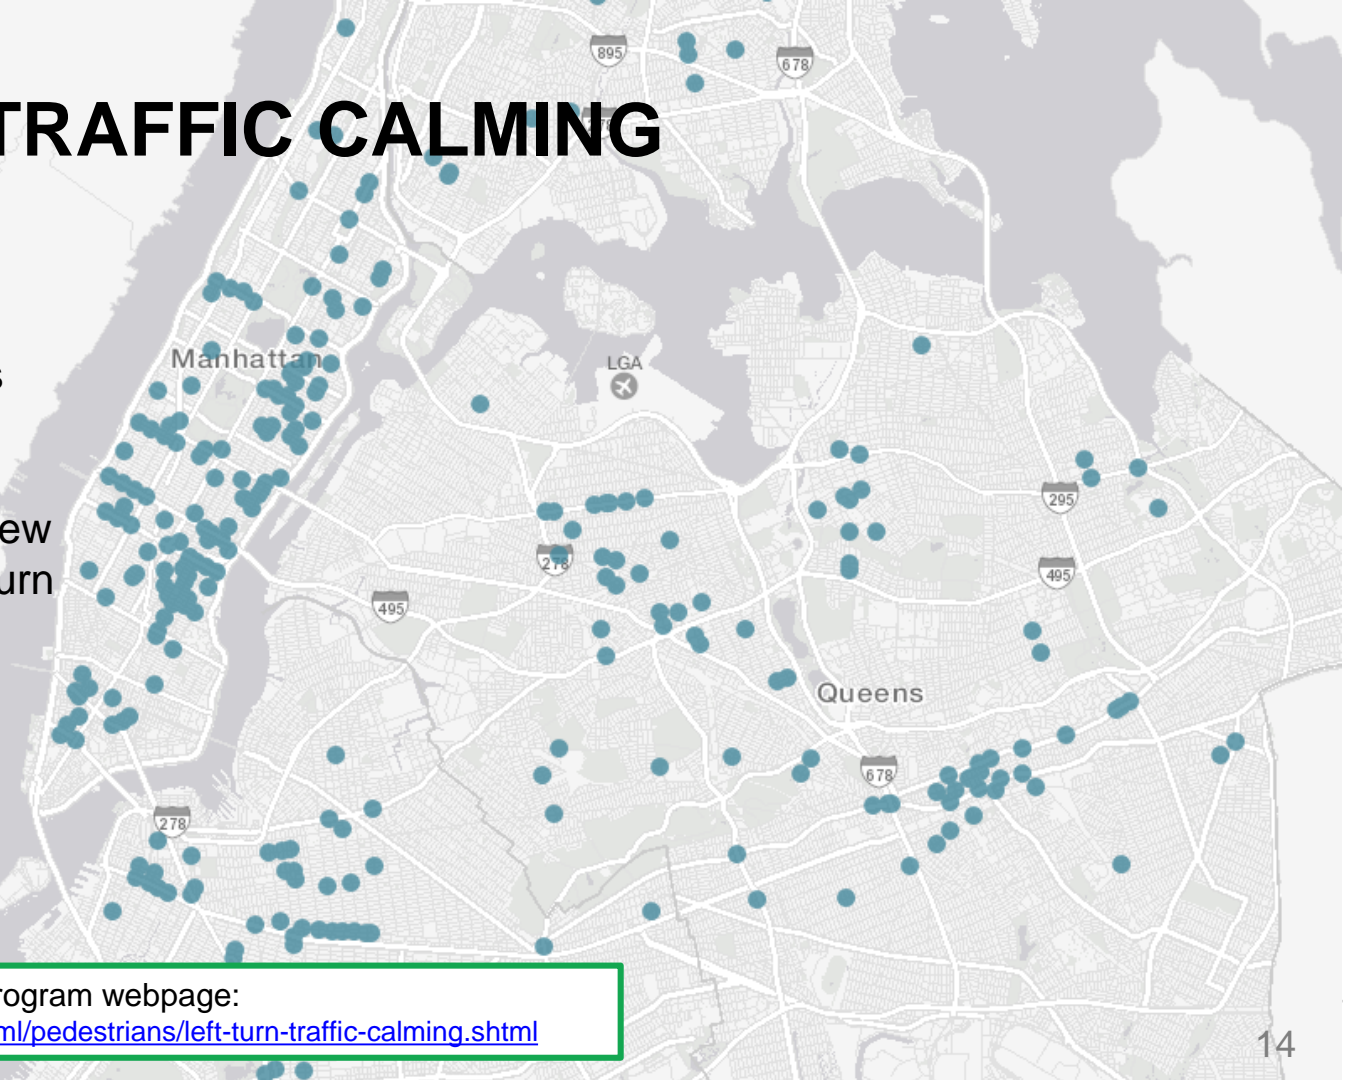 895
678
TRAFFIC CALMING
Manhattan
LGA
s
ew
urn
295
278
495
495
Queens
678
278
rogram webpage:
ml/pedestrians/left-turn-traffic-calming.shtml
14